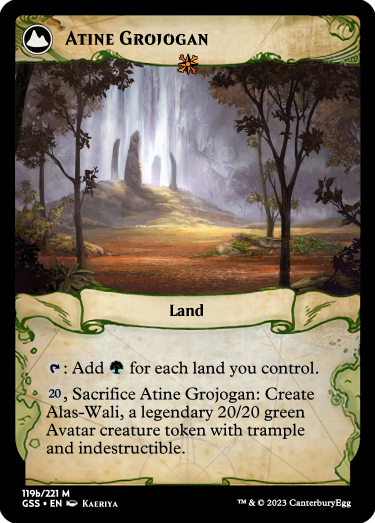 Atine Grojogan
Land
: Add for each land you control.
20, Sacrifice Atine Grojogan: Create
Alas-Wali, a legendary 20/20 green
Avatar creature token with trample
and indestructible.
119b/221 M
GSS • EN Kaeriya
™ & © 2023 CanterburyEgg